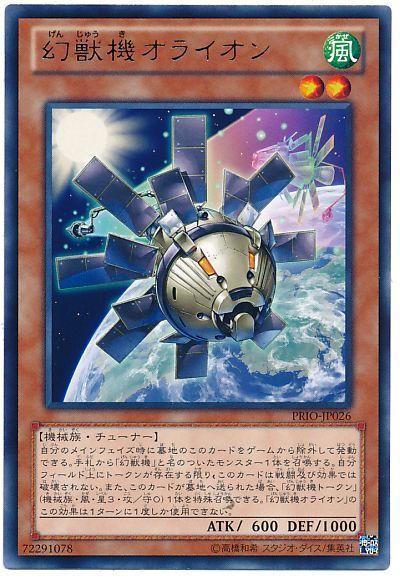 幻獣機オライオン
げん じゅう き
風
かぜ
PRIO-JP026
【機械族・チューナー】
自分のメインフェイズ時に墓地のこのカードをゲームから除外して発動
できる。手札から「幻獣機」と名のついたモンスター1体を召喚する。自分
フィールド上にトークンが存在する限り、このカードは戦闘及び効果では
破壊されない。また、このカードが墓地へ送られた場合、「幻獣機トークン」
(機械族・風・星3・攻/守0)1体を特殊召喚できる。「幻獣機オライオン」の
この効果は1ターンに1度しか使用できない。
ATK/ 600 DEF/1000
72291078
©高橋和希 スタジオ・ダイス/集英社